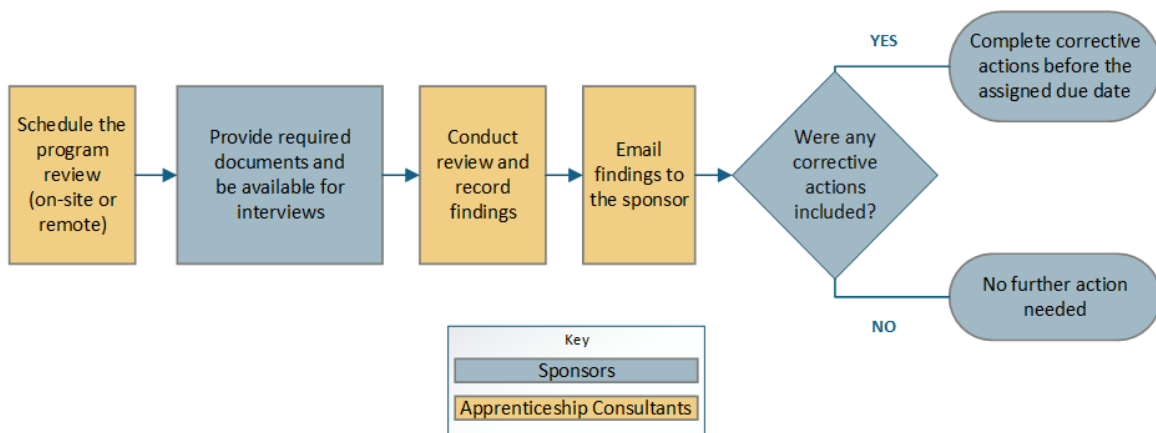 Schedule the
program
review
(on-site or
remote)
Provide required
documents and
be available for
interviews
Conduct
review and
record
findings
Email
findings to
the sponsor
Were any
corrective
actions
included?
YES
Complete corrective
actions before the
assigned due date
NO
No further action
needed
Key
Sponsors
Apprenticeship Consultants